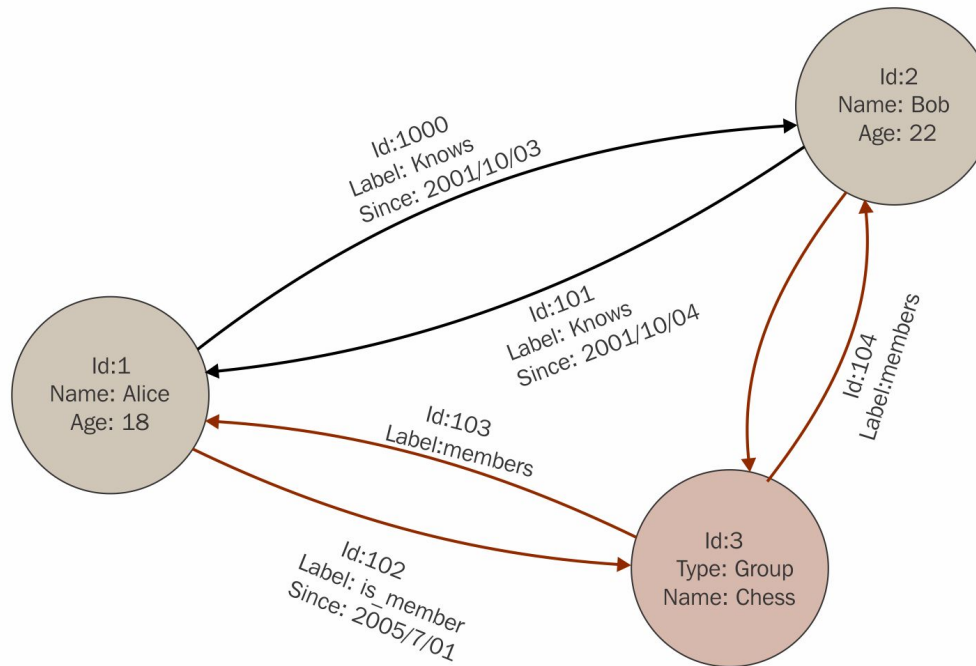 Id:2
Name: Bob
Age: 22
Id:1000
Label: Knows
Since: 2001/10/03
Id:101
Label: Knows
Since: 2001/10/04
Id:104
Label:members
Id:1
Name: Alice
Age: 18
Id:103
Label:members
Id:102
Label: is_member
Since: 2005/7/01
Id:3
Type: Group
Name: Chess